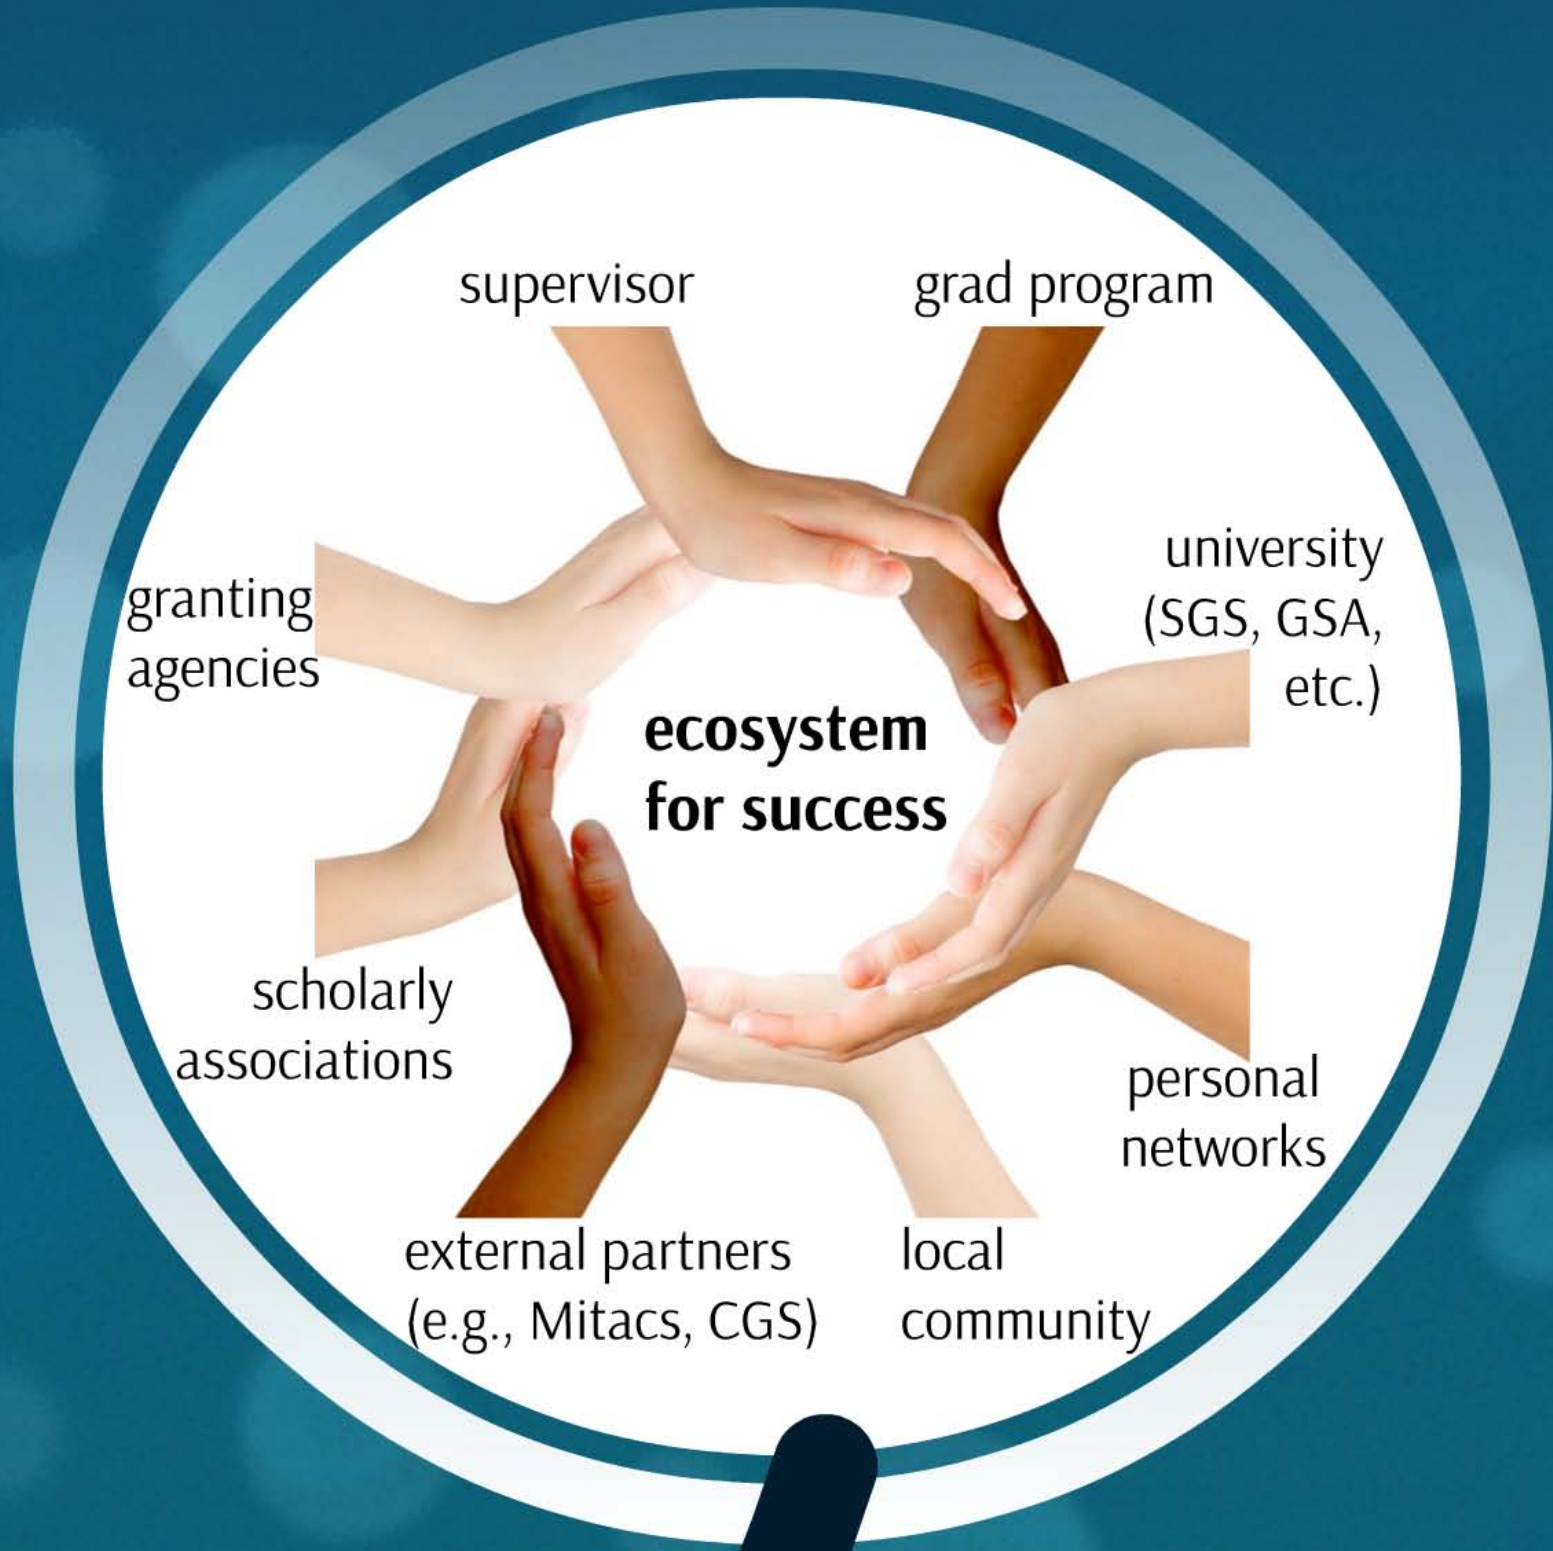 supervisor
grad program
university
(SGS, GSA,
etc.)
granting
agencies
ecosystem
for success
scholarly
associations
personal
networks
external partners
(e.g., Mitacs, CGS)
local
community